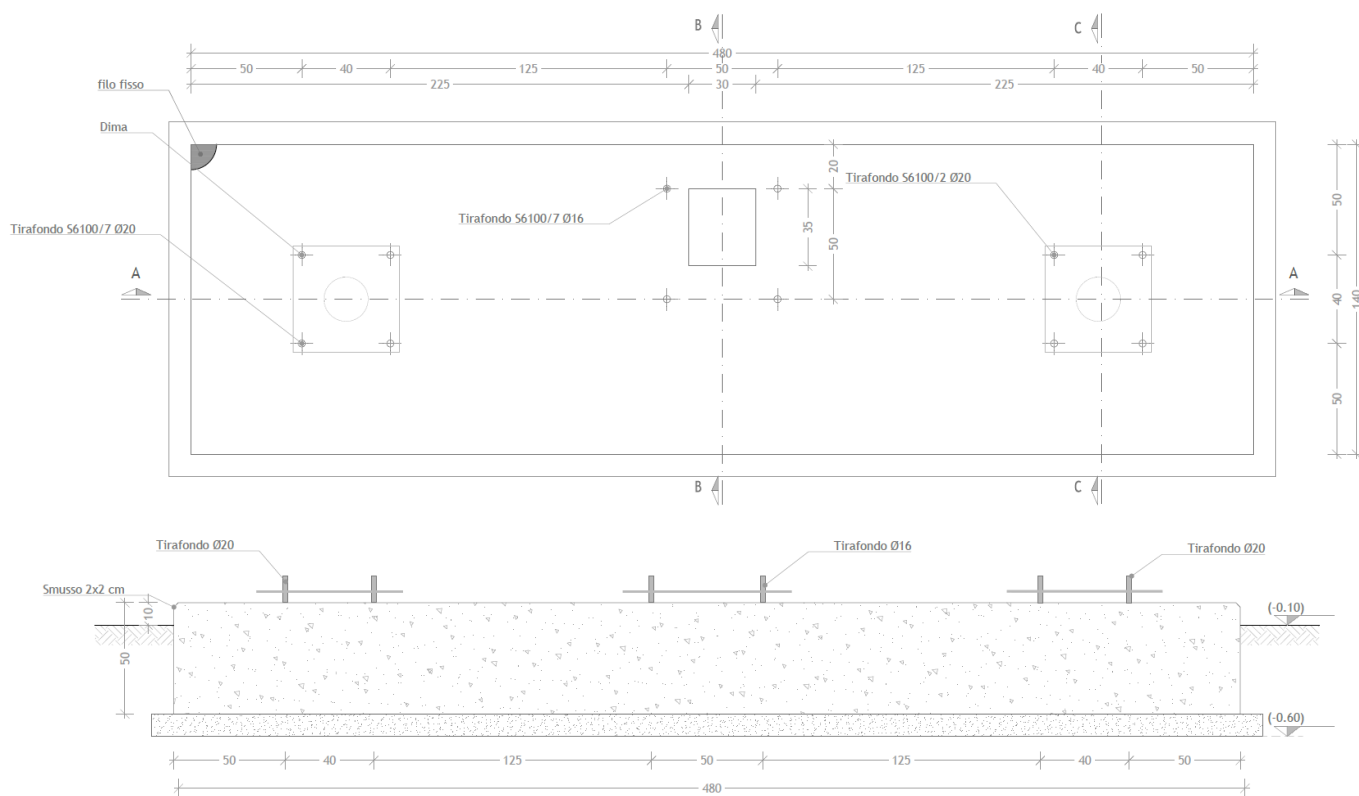 B
C
480
50
40
125
50
125
40
50
225
30
225
filo fisso
Dima
20
Tirafondo S6100/2 Ø20
50
Tirafondo S6100/7 Ø16
35
50
Tirafondo S6100/7 Ø20
A
A
40
140
50
B
C
Tirafondo Ø20
Tirafondo Ø16
Tirafondo Ø20
Smusso 2x2 cm
10
(-0.10)
50
(-0.60)
50
40
125
50
125
40
50
480